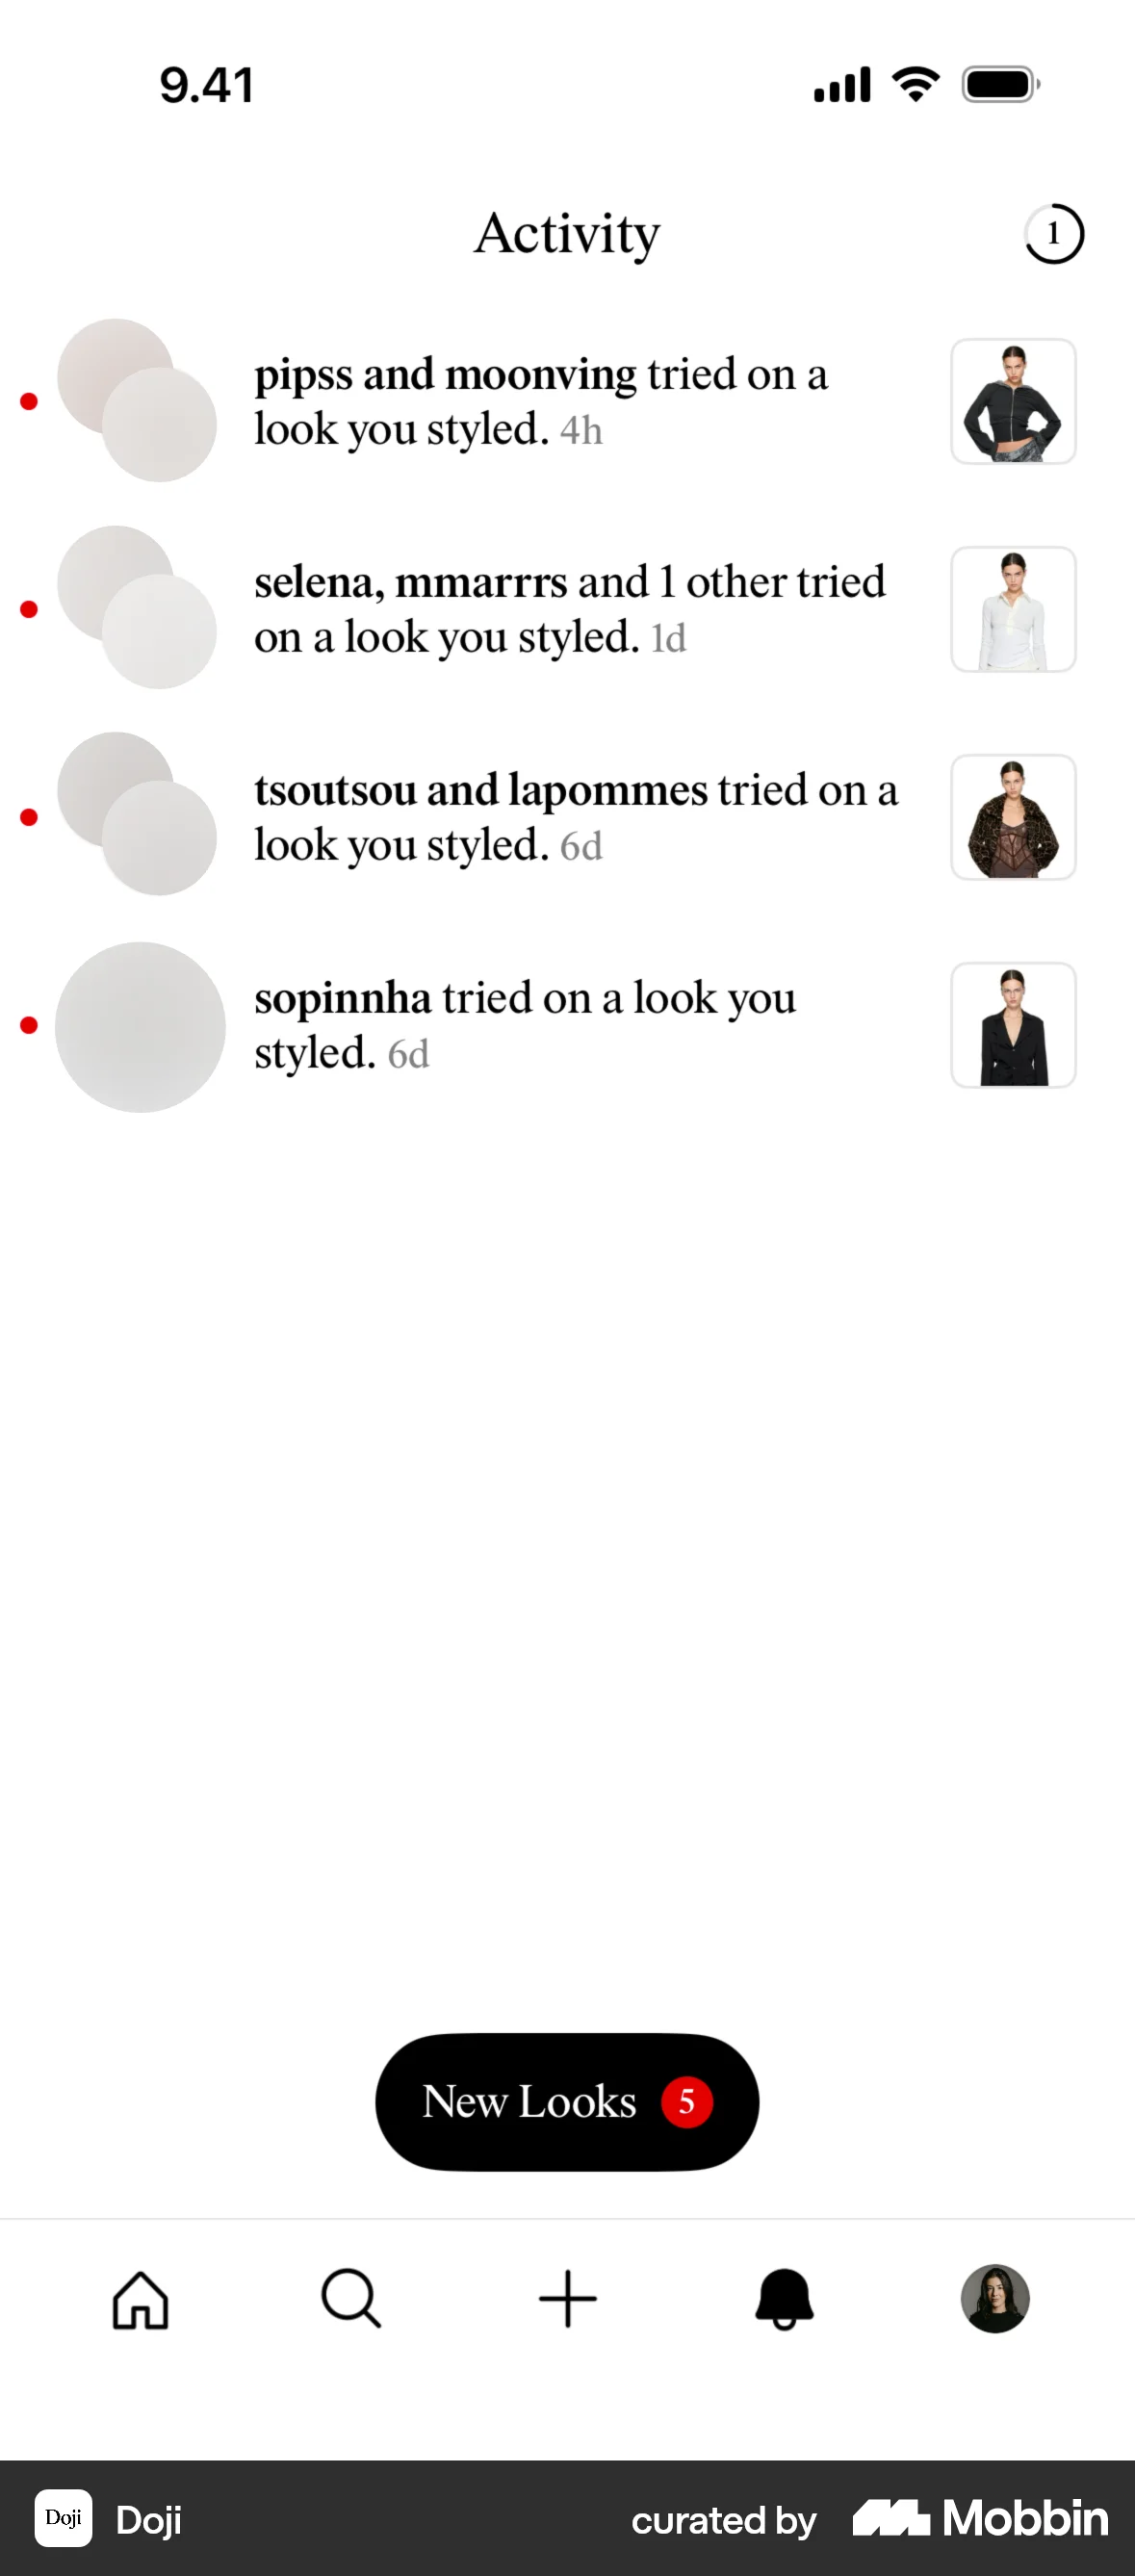 9.41
Activity
1
pipss and moonving tried on a
look you styled. 4h
selena, mmarrrs and 1 other tried
on a look you styled. 1d
tsoutsou and lapommes tried on a
look you styled. 6d
sopinnha tried on a look you
styled. 6d
New Looks 5
Doji Doji curated by Mobbin